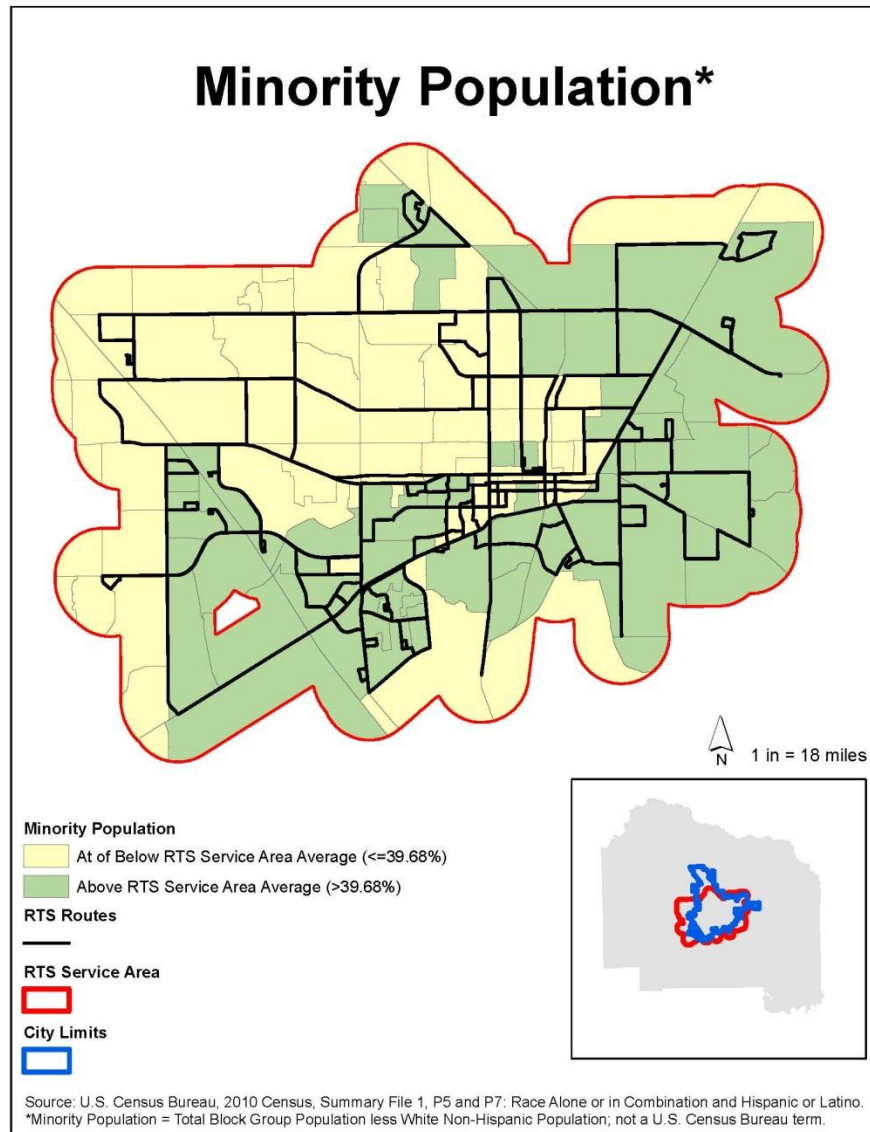 Minority Population*
N
1 in = 18 miles
Minority Population
At of Below RTS Service Area Average (<=39.68%)
Above RTS Service Area Average (>39.68%)
RTS Routes
RTS Service Area
City Limits
Source: U.S. Census Bureau, 2010 Census, Summary File 1, P5 and P7: Race Alone or in Combination and Hispanic or Latino.
*Minority Population = Total Block Group Population less White Non-Hispanic Population; not a U.S. Census Bureau term.